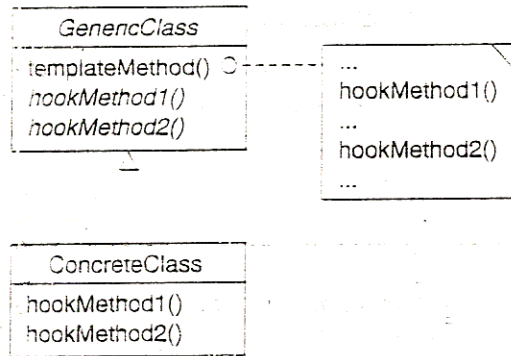 GenericClass
templateMethod()
hookMethod1()
hookMethod2()
...
hookMethod1()
...
hookMethod2()
...
ConcreteClass
hookMethod1()
hookMethod2()